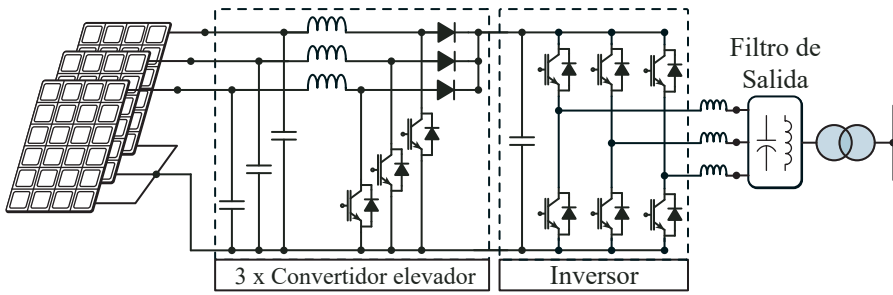 Filtro de
Salida
3 x Convertidor elevador
Inversor